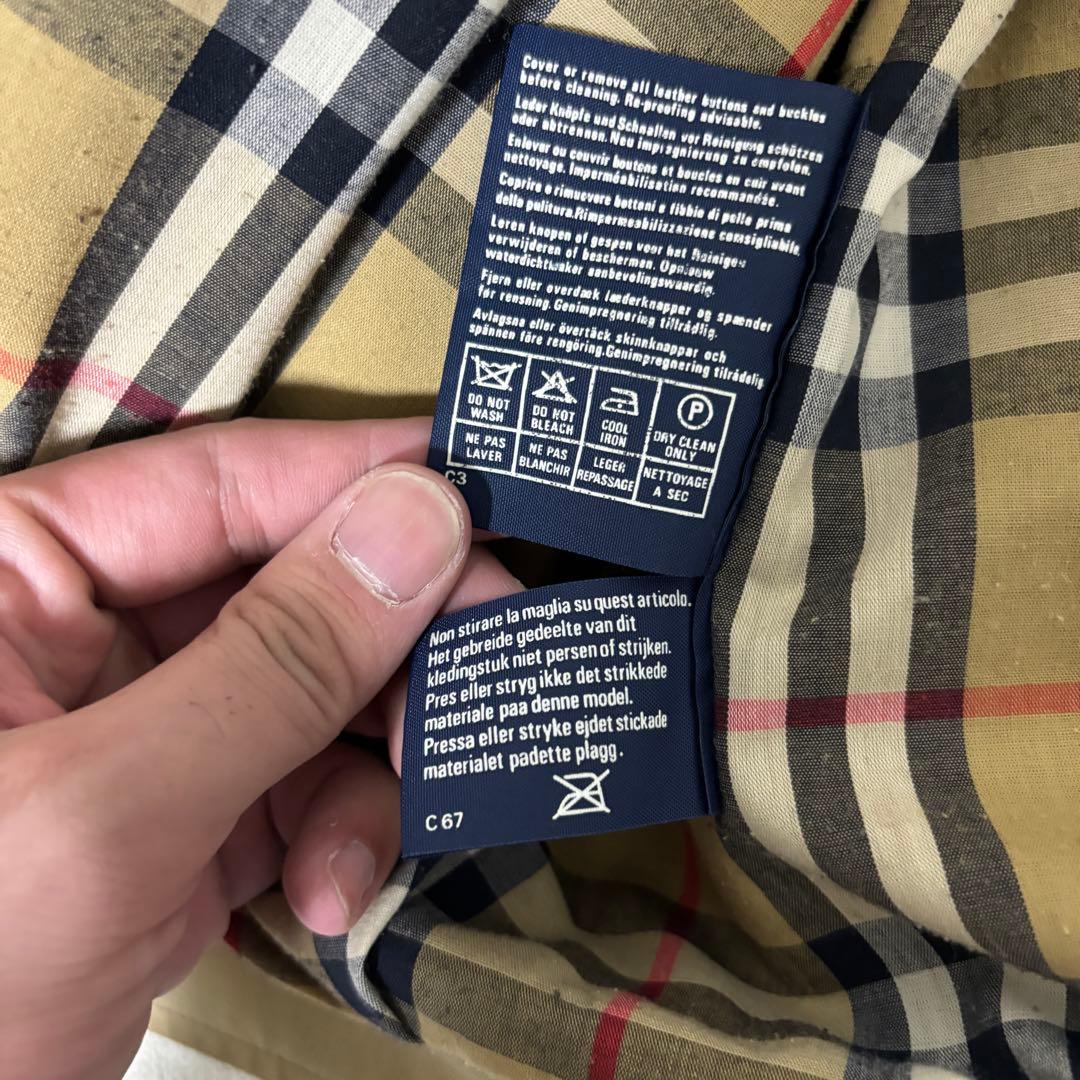 Cover or remove all leather buttons and buckles
before cleaning. Re-proofing advisable.
Leder Knöpfe und Schnallen vor Reinigung schötzen
oder abtrennen. Neu impregnierung zu empfolen.
Enlever ou couvrir boutons et boucles en cuir avant
nettoyage. Imperméabilisation recommandée.
Coprire o rimuovere bottoni e fibbie di pelle prima
della pulitura.Rimpermeabilizzazione consigliabile.
Leren knopen of gespen voor het Reinigen
verwijderen of beschermen. Opnieuw
waterdichtmaker aanbevelingswaardig.
Fjern eller overdæk læderknapper og spænder
før rensning. Genimpregnering tillrådlig.
Avlagsna eller övertäck skinnknappar och
spännen före rengöring.Genimpregnering tilrådelig
P
DO NOT WASH
DO NOT BLEACH
COOL IRON
DRY CLEAN ONLY
NE PAS LAVER
NE PAS BLANCHIR
LEGER REPASSAGE
NETTOYAGE A SEC
C3
Non stirare la maglia su quest articolo.
Het gebreide gedeelte van dit
kledingstuk niet persen of strijken.
Pres eller stryg ikke det strikkede
materiale paa denne model.
Pressa eller stryke ejdet stickade
materialet padette plagg.
C 67